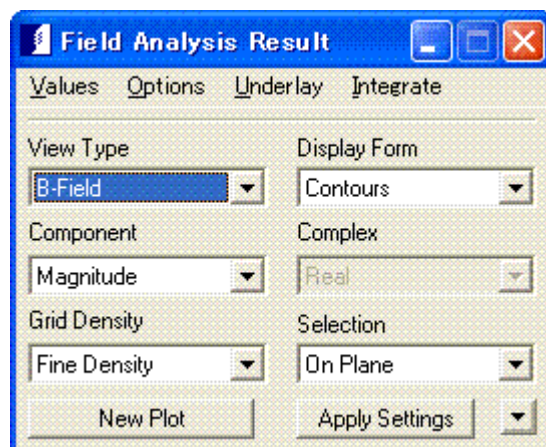 Field Analysis Result
Values Options Underlay Integrate
View Type Display Form
B-Field Contours
Component Complex
Magnitude Real
Grid Density Selection
Fine Density On Plane
New Plot Apply Settings